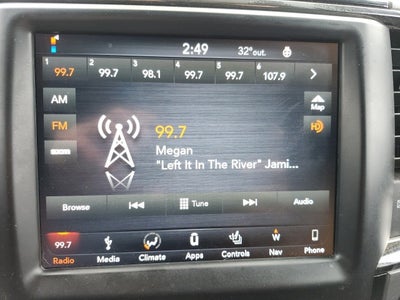 2:49 32° out.
1 2 3 4 5 6
99.7 99.7 98.1 99.7 99.7 107.9
AM
FM
Map
HD
99.7
Megan
"Left It In The River" Jami...
Browse Tune Audio
99.7
Radio Media Climate Apps Controls Nav Phone